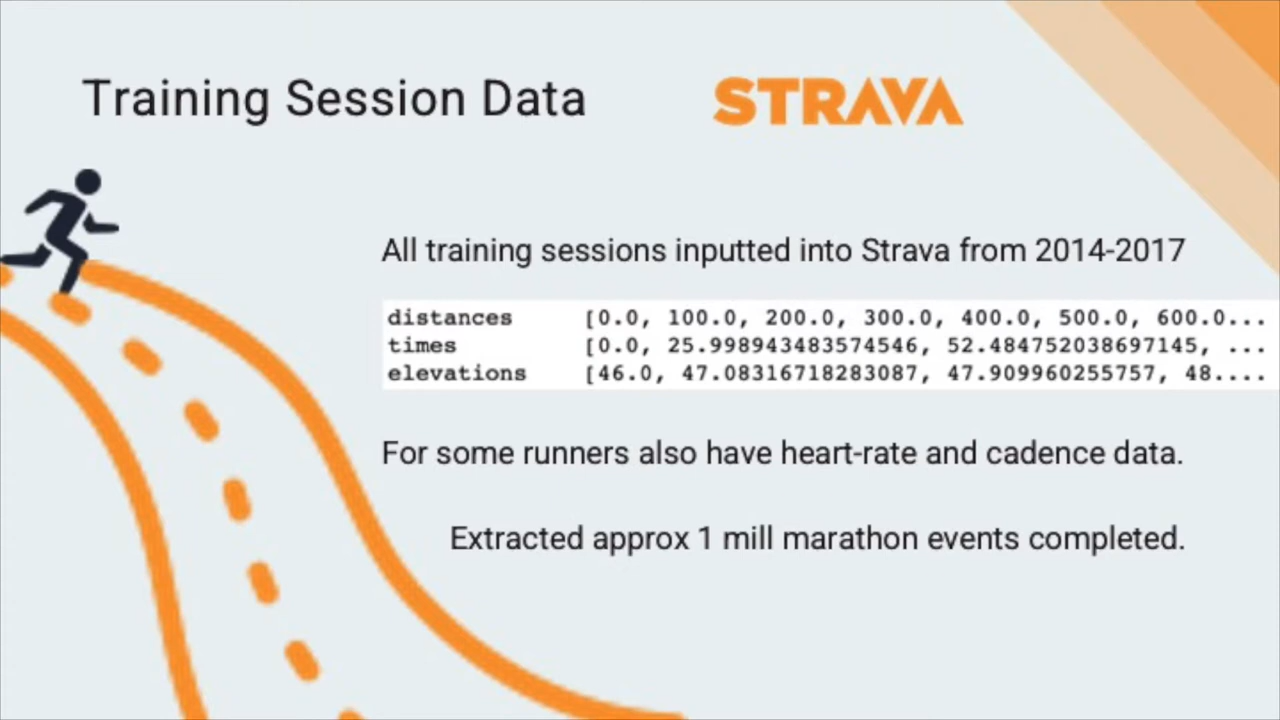 Training Session Data
STRAVA
All training sessions inputted into Strava from 2014-2017
distances [0.0, 100.0, 200.0, 300.0, 400.0, 500.0, 600.0...
times [0.0, 25.998943483574546, 52.484752038697145, ...
elevations [46.0, 47.08316718283087, 47.909960255757, 48....
For some runners also have heart-rate and cadence data.
Extracted approx 1 mill marathon events completed.